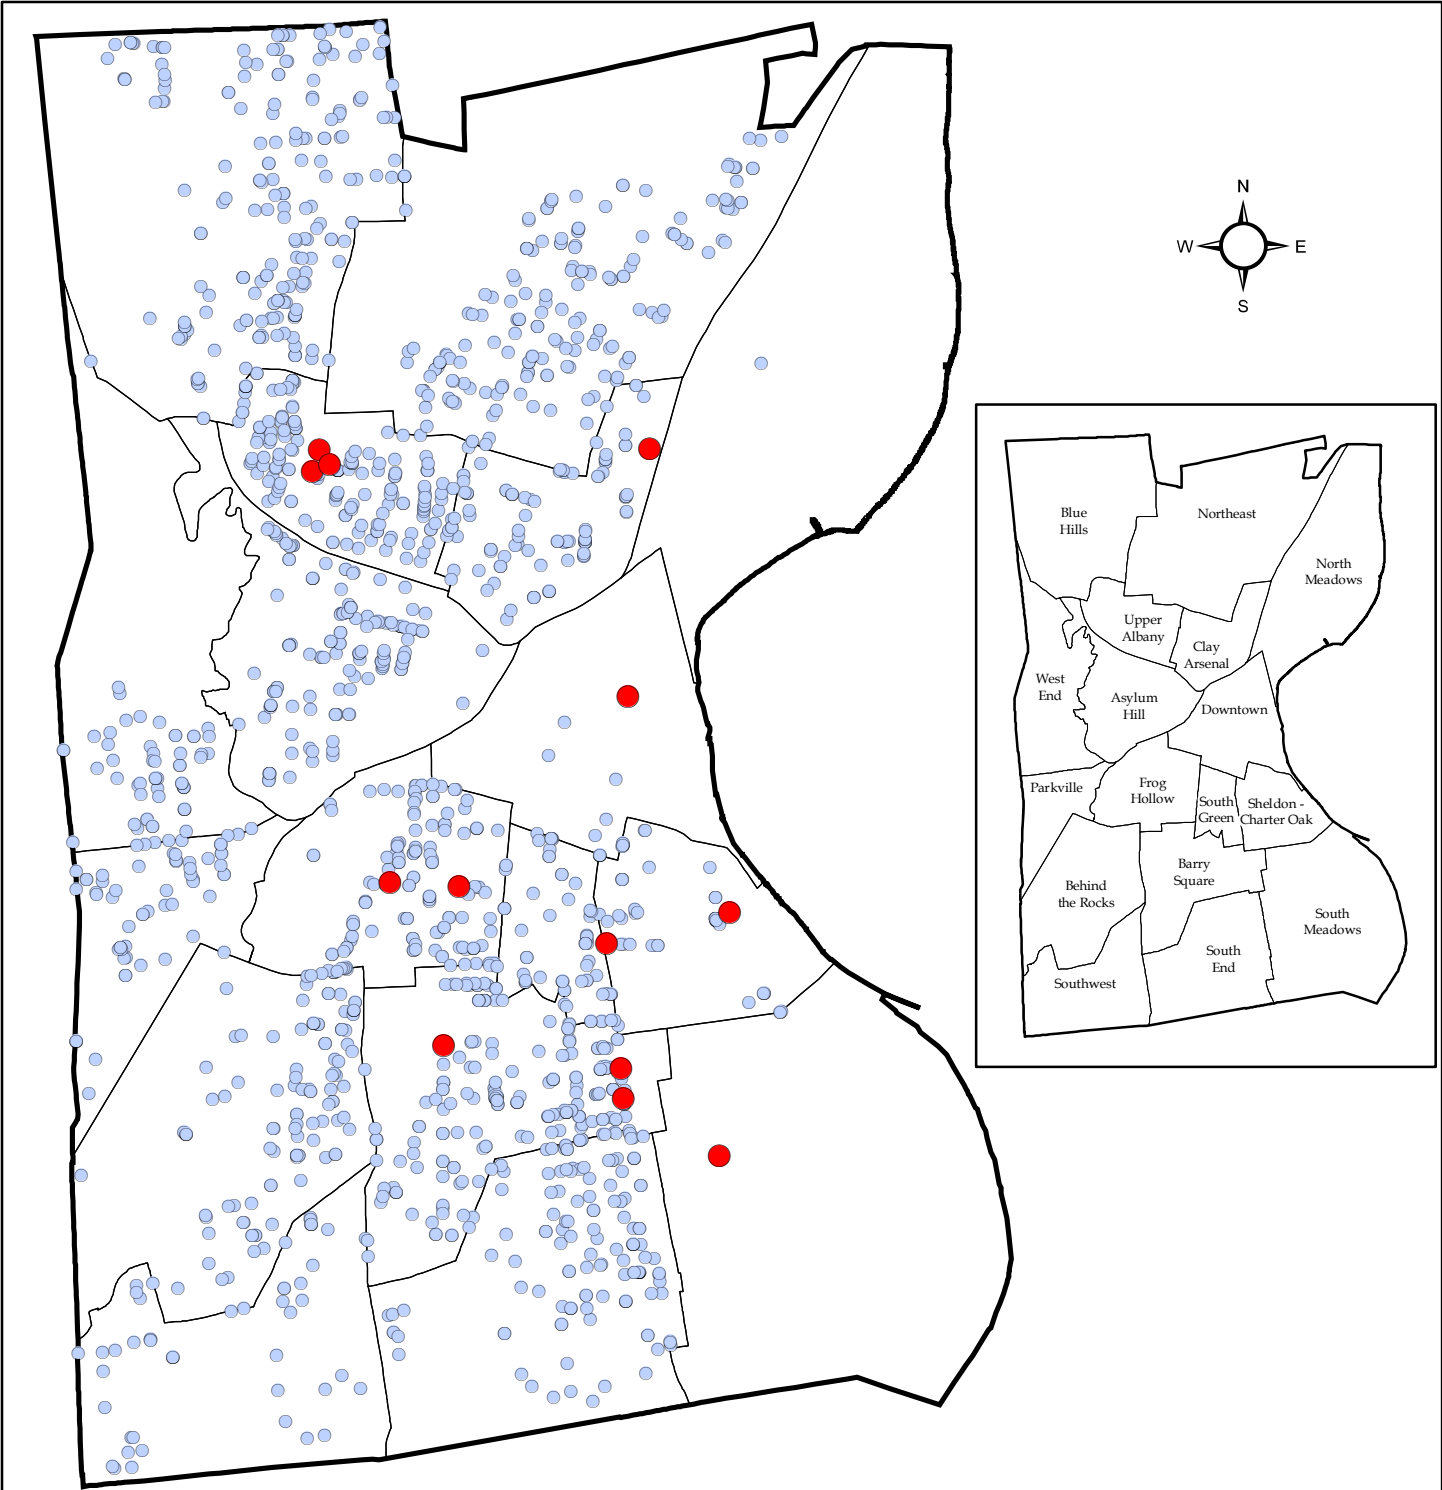 N
W
E
S
Blue
Hills
Northeast
North
Meadows
Upper
Albany
Clay
Arsenal
West
End
Asylum
Hill
Downtown
Parkville
Frog
Hollow
South
Green
Sheldon -
Charter Oak
Barry
Square
Behind
the Rocks
South
Meadows
South
End
Southwest